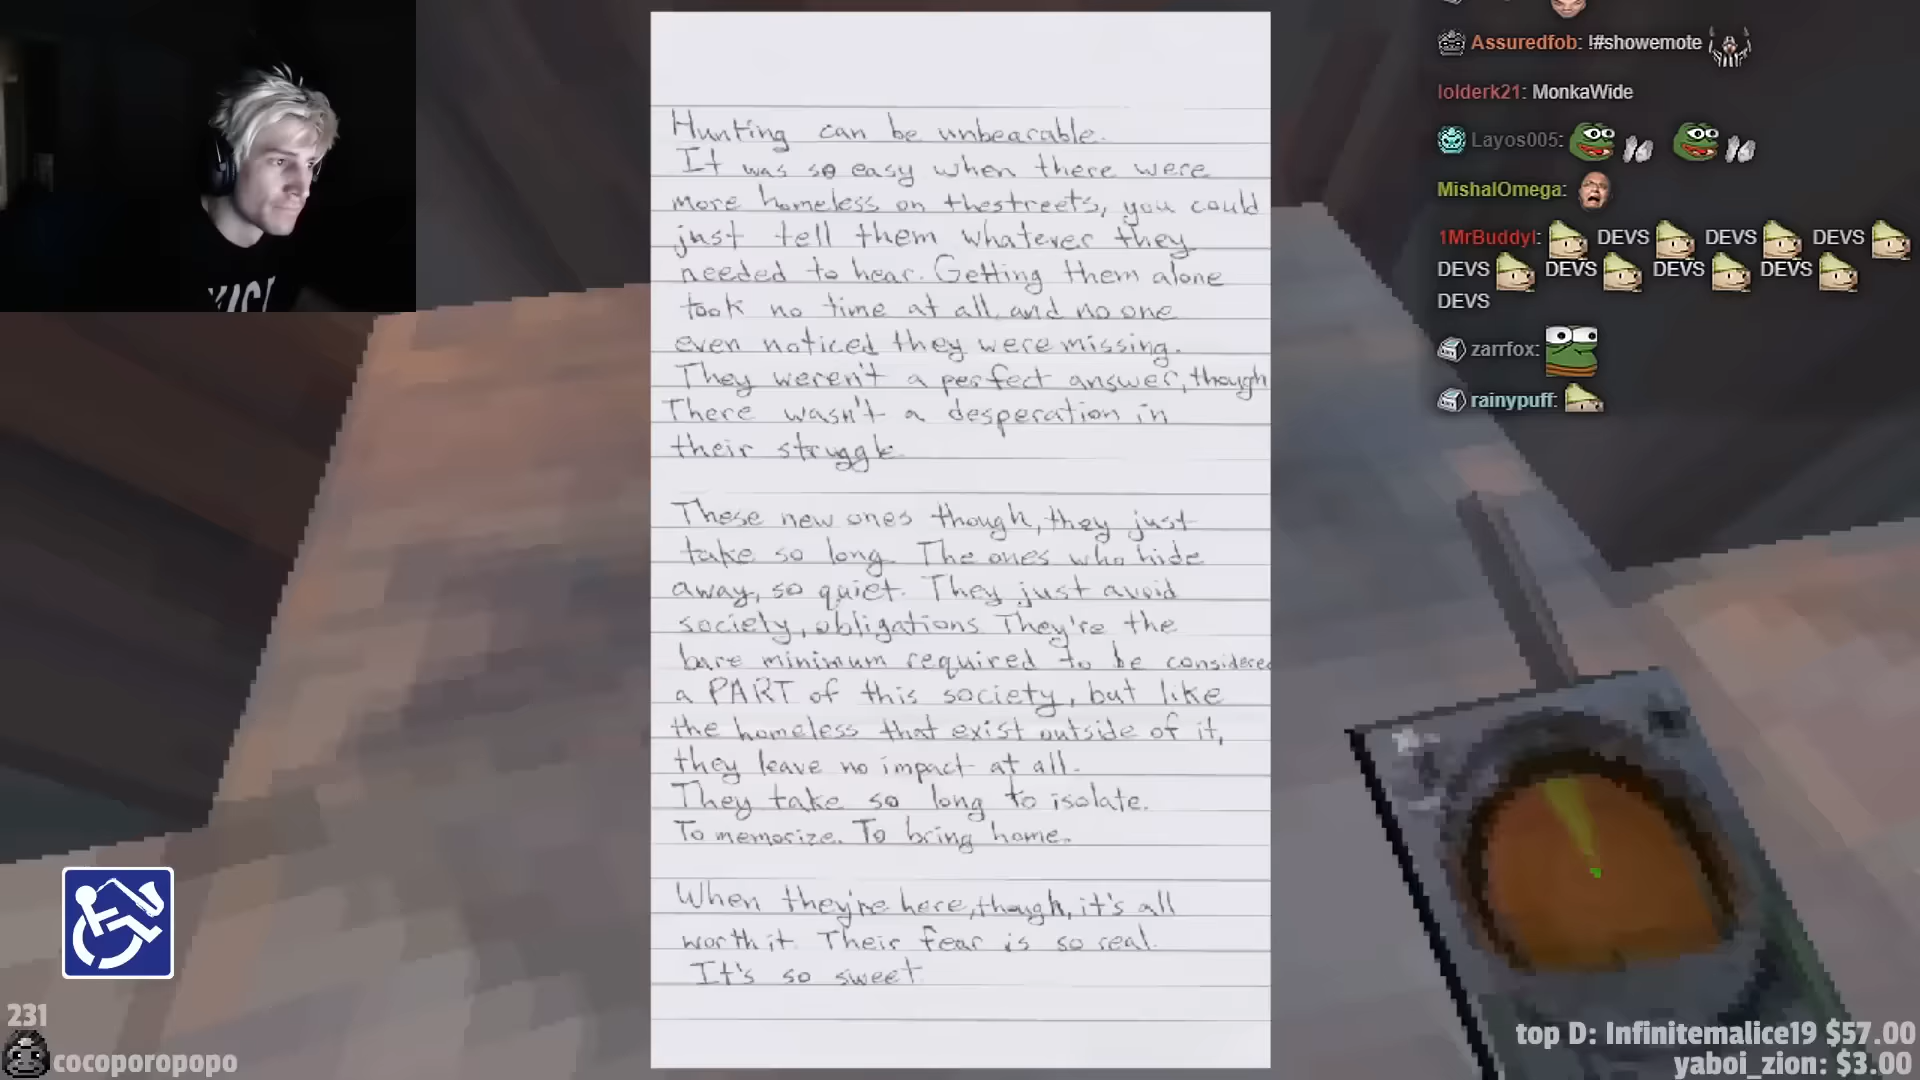 Hunting can be unbearable.
It was so easy when there were
more homeless on thestreets, you could
just tell them whatever they
needed to hear. Getting them alone
took no time at all and no one
even noticed they were missing.
They weren't a perfect answer, though
There wasn't a desperation in
their struggle
These new ones though, they just
take so long. The ones who hide
away, so quiet. They just avoid
society, obligations. They're the
bare minimum required to be considered
a PART of this society, but like
the homeless that exist outside of it,
they leave no impact at all.
They take so long to isolate.
To memorize. To bring home.
When they're here, though, it's all
worth it. Their fear is so real.
It's so sweet.
Assuredfob: !#showemote
lolderk21: MonkaWide
Layos005:
MishalOmega:
1MrBuddyI: DEVS DEVS DEVS
DEVS DEVS DEVS DEVS
DEVS
zarrfox:
rainypuff:
231
cocoporopopo
top D: Infinitemalice19 $57.00
yaboi_zion: $3.00